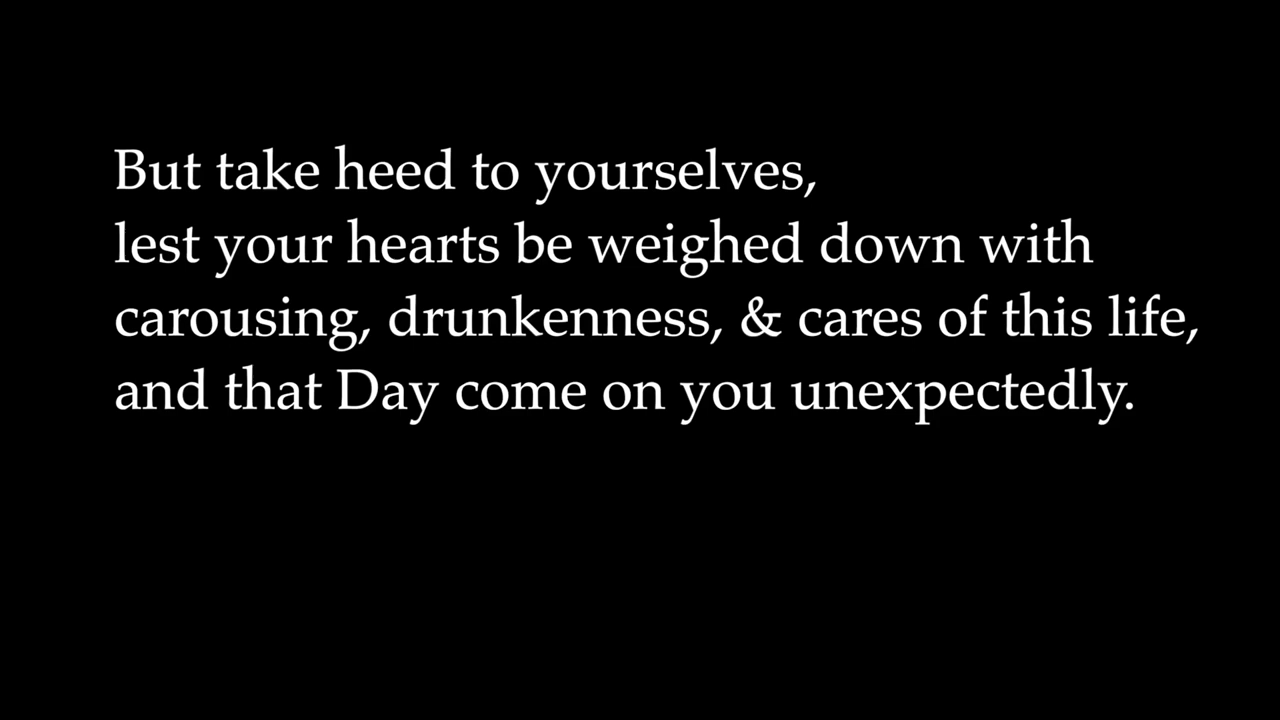 But take heed to yourselves,
lest your hearts be weighed down with
carousing, drunkenness, & cares of this life,
and that Day come on you unexpectedly.